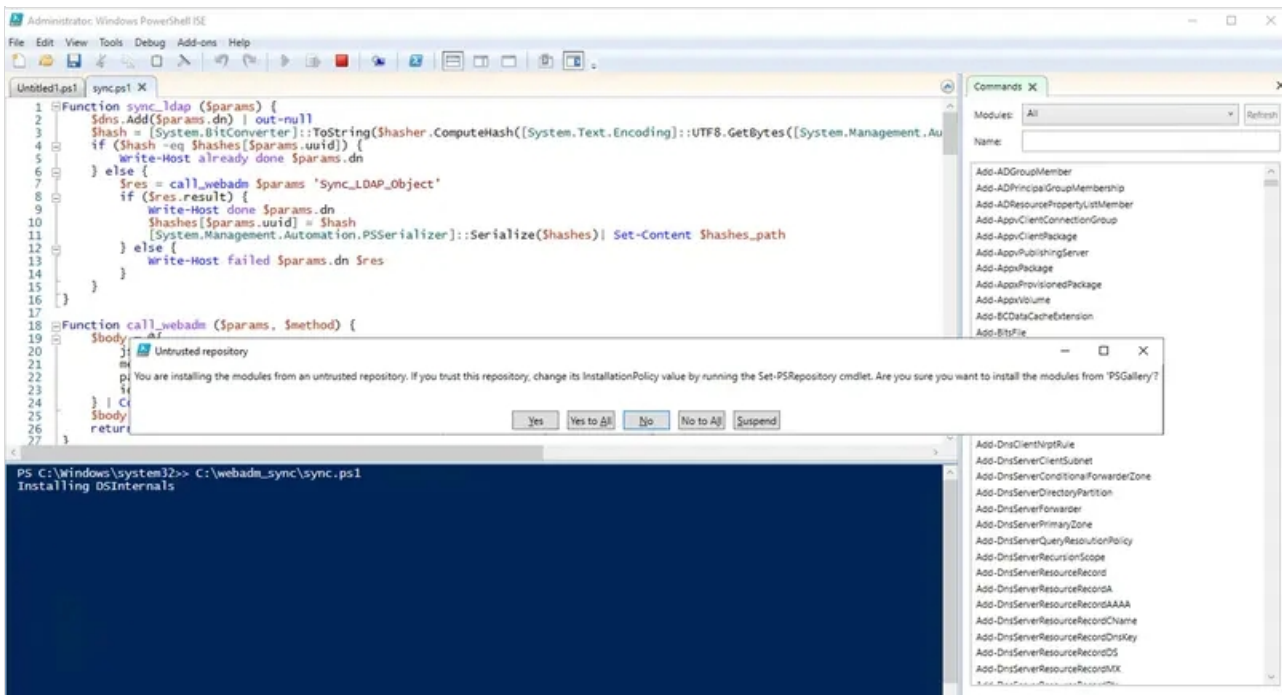 Administrator: Windows PowerShell ISE
File Edit View Tools Debug Add-ons Help
Untitled1.ps1 sync.ps1 X
1 Function sync_ldap ($params) {
2 $dns.Add($params.dn) | out-null
3 $hash = [System.BitConverter]::ToString($hasher.ComputeHash([System.Text.Encoding]::UTF8.GetBytes([System.Management.Au
4 if ($hash -eq $hashes[$params.uuid]) {
5 Write-Host already done $params.dn
6 } else {
7 $res = call_webadm $params 'Sync_LDAP_Object'
8 if ($res.result) {
9 Write-Host done $params.dn
10 $hashes[$params.uuid] = $hash
11 [System.Management.Automation.PSSerializer]::Serialize($hashes)| Set-Content $hashes_path
12 } else {
13 Write-Host failed $params.dn $res
14 }
15 }
16 }
17
18 Function call_webadm ($params, $method) {
19 $body = @{
20
21
22
23
24 } | C
25 $body
26 retur
27 }
Untrusted repository
You are installing the modules from an untrusted repository. If you trust this repository, change its InstallationPolicy value by running the Set-PSRepository cmdlet. Are you sure you want to install the modules from 'PSGallery'?
Yes Yes to All No No to All Suspend
PS C:\Windows\system32>> C:\webadm_sync\sync.ps1
Installing DSInternals
Commands X
Modules: All Refresh
Name:
Add-ADGroupMember
Add-ADPrincipalGroupMembership
Add-ADResourcePropertyListMember
Add-AppvClientConnectionGroup
Add-AppvClientPackage
Add-AppvPublishingServer
Add-AppxPackage
Add-AppxProvisionedPackage
Add-AppxVolume
Add-BCDataCacheExtension
Add-BitsFile
Add-DnsClientNrptRule
Add-DnsServerClientSubnet
Add-DnsServerConditionalForwarderZone
Add-DnsServerDirectoryPartition
Add-DnsServerForwarder
Add-DnsServerPrimaryZone
Add-DnsServerQueryResolutionPolicy
Add-DnsServerRecursionScope
Add-DnsServerResourceRecord
Add-DnsServerResourceRecordA
Add-DnsServerResourceRecordAAAA
Add-DnsServerResourceRecordCName
Add-DnsServerResourceRecordDnsKey
Add-DnsServerResourceRecordDS
Add-DnsServerResourceRecordMX